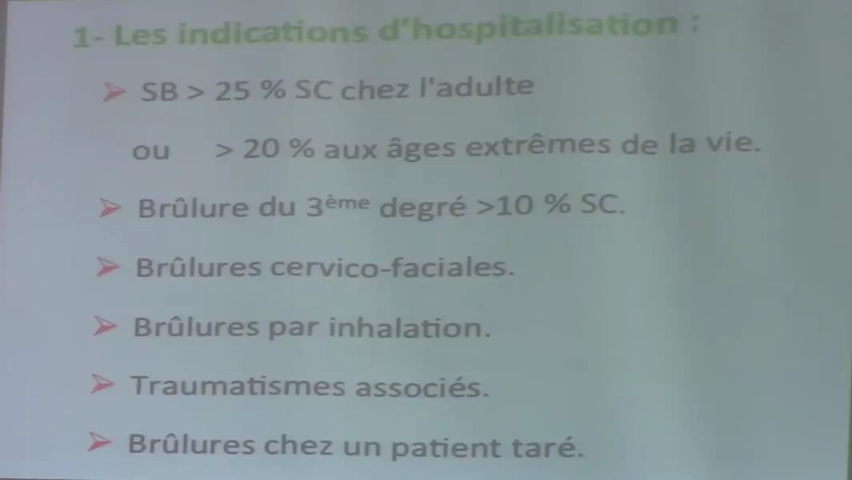 1- Les indications d'hospitalisation :
➢ SB > 25 % SC chez l'adulte
ou > 20 % aux âges extrêmes de la vie.
➢ Brûlure du 3ème degré >10 % SC.
➢ Brûlures cervico-faciales.
➢ Brûlures par inhalation.
➢ Traumatismes associés.
➢ Brûlures chez un patient taré.